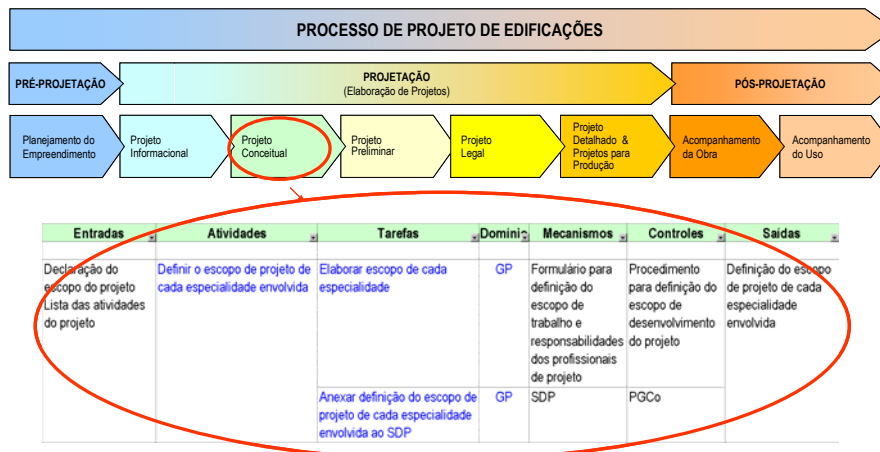 PROCESSO DE PROJETO DE EDIFICAÇÕES
PRÉ-PROJETAÇÃO
PROJETAÇÃO
(Elaboração de Projetos)
PÓS-PROJETAÇÃO
Planejamento do
Empreendimento
Projeto
Informacional
Projeto
Conceitual
Projeto
Preliminar
Projeto
Legal
Projeto
Detalhado &
Projetos para
Produção
Acompanhamento
da Obra
Acompanhamento
do Uso
Entradas
Atividades
Tarefas
Domíni
Mecanismos
Controles
Saídas
Declaração do
escopo do projeto
Lista das atividades
do projeto
Definir o escopo de projeto de
cada especialidade envolvida
Elaborar escopo de cada
especialidade
GP
Formulário para
definição do
escopo de
trabalho e
responsabilidades
dos profissionais
de projeto
Procedimento
para definição do
escopo de
desenvolvimento
do projeto
Definição do escopo
de projeto de cada
especialidade
envolvida
Anexar definição do escopo de
projeto de cada especialidade
envolvida ao SDP
GP
SDP
PGCo